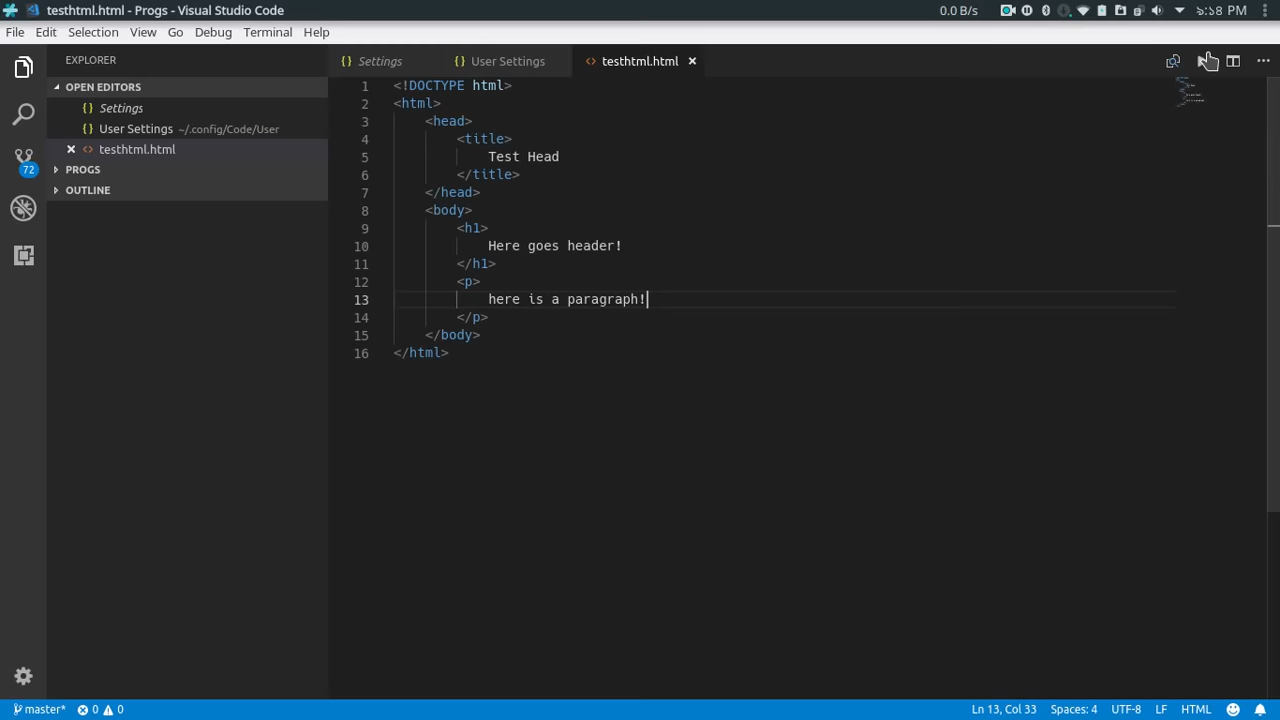 testhtml.html - Progs - Visual Studio Code
0.0 B/s
5:58 PM
File Edit Selection View Go Debug Terminal Help
EXPLORER
Settings
User Settings
testhtml.html
OPEN EDITORS
Settings
User Settings ~/.config/Code/User
testhtml.html
PROGS
OUTLINE
72
1 <!DOCTYPE html>
2 <html>
3 <head>
4 <title>
5 Test Head
6 </title>
7 </head>
8 <body>
9 <h1>
10 Here goes header!
11 </h1>
12 <p>
13 here is a paragraph!
14 </p>
15 </body>
16 </html>
master* 0 0
Ln 13, Col 33 Spaces: 4 UTF-8 LF HTML